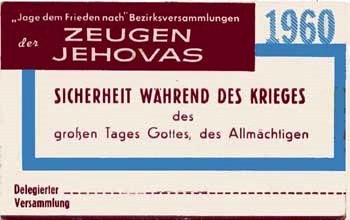 „Jage dem Frieden nach" Bezirksversammlungen
der ZEUGEN
JEHOVAS
1960
SICHERHEIT WÄHREND DES KRIEGES
des
großen Tages Gottes, des Allmächtigen
Delegierter
Versammlung